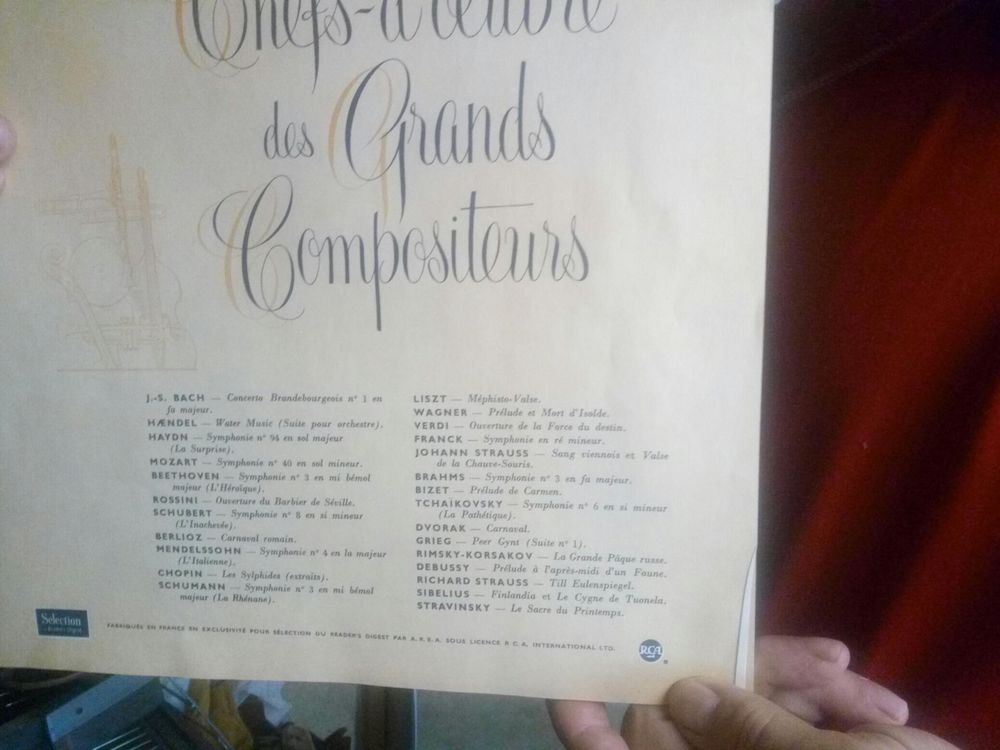 Chefs-d'œuvre
des Grands
Compositeurs
J.-S. BACH — Concerto Brandebourgeois n° 1 en
fa majeur.
HÆNDEL — Water Music (Suite pour orchestre).
HAYDN — Symphonie n° 94 en sol majeur
(La Surprise).
MOZART — Symphonie n° 40 en sol mineur.
BEETHOVEN — Symphonie n° 3 en mi bémol
majeur (L'Héroïque).
ROSSINI — Ouverture du Barbier de Séville.
SCHUBERT — Symphonie n° 8 en si mineur
(L'Inachevée).
BERLIOZ — Carnaval romain.
MENDELSSOHN — Symphonie n° 4 en la majeur
(L'Italienne).
CHOPIN — Les Sylphides (extraits).
SCHUMANN — Symphonie n° 3 en mi bémol
majeur (La Rhénane).
LISZT — Méphisto-Valse.
WAGNER — Prélude et Mort d'Isolde.
VERDI — Ouverture de la Force du destin.
FRANCK — Symphonie en ré mineur.
JOHANN STRAUSS — Sang viennois et Valse
de la Chauve-Souris.
BRAHMS — Symphonie n° 3 en fa majeur.
BIZET — Prélude de Carmen.
TCHAÏKOVSKY — Symphonie n° 6 en si mineur
(La Pathétique).
DVORAK — Carnaval.
GRIEG — Peer Gynt (Suite n° 1).
RIMSKY-KORSAKOV — La Grande Pâque russe.
DEBUSSY — Prélude à l'après-midi d'un Faune.
RICHARD STRAUSS — Till Eulenspiegel.
SIBELIUS — Finlandia et Le Cygne de Tuonela.
STRAVINSKY — Le Sacre du Printemps.
Sélection
du Reader's Digest
FABRIQUÉS EN FRANCE EN EXCLUSIVITÉ POUR SÉLECTION DU READER'S DIGEST PAR A.R.E.A. SOUS LICENCE R.C.A. INTERNATIONAL LTD.
RCA